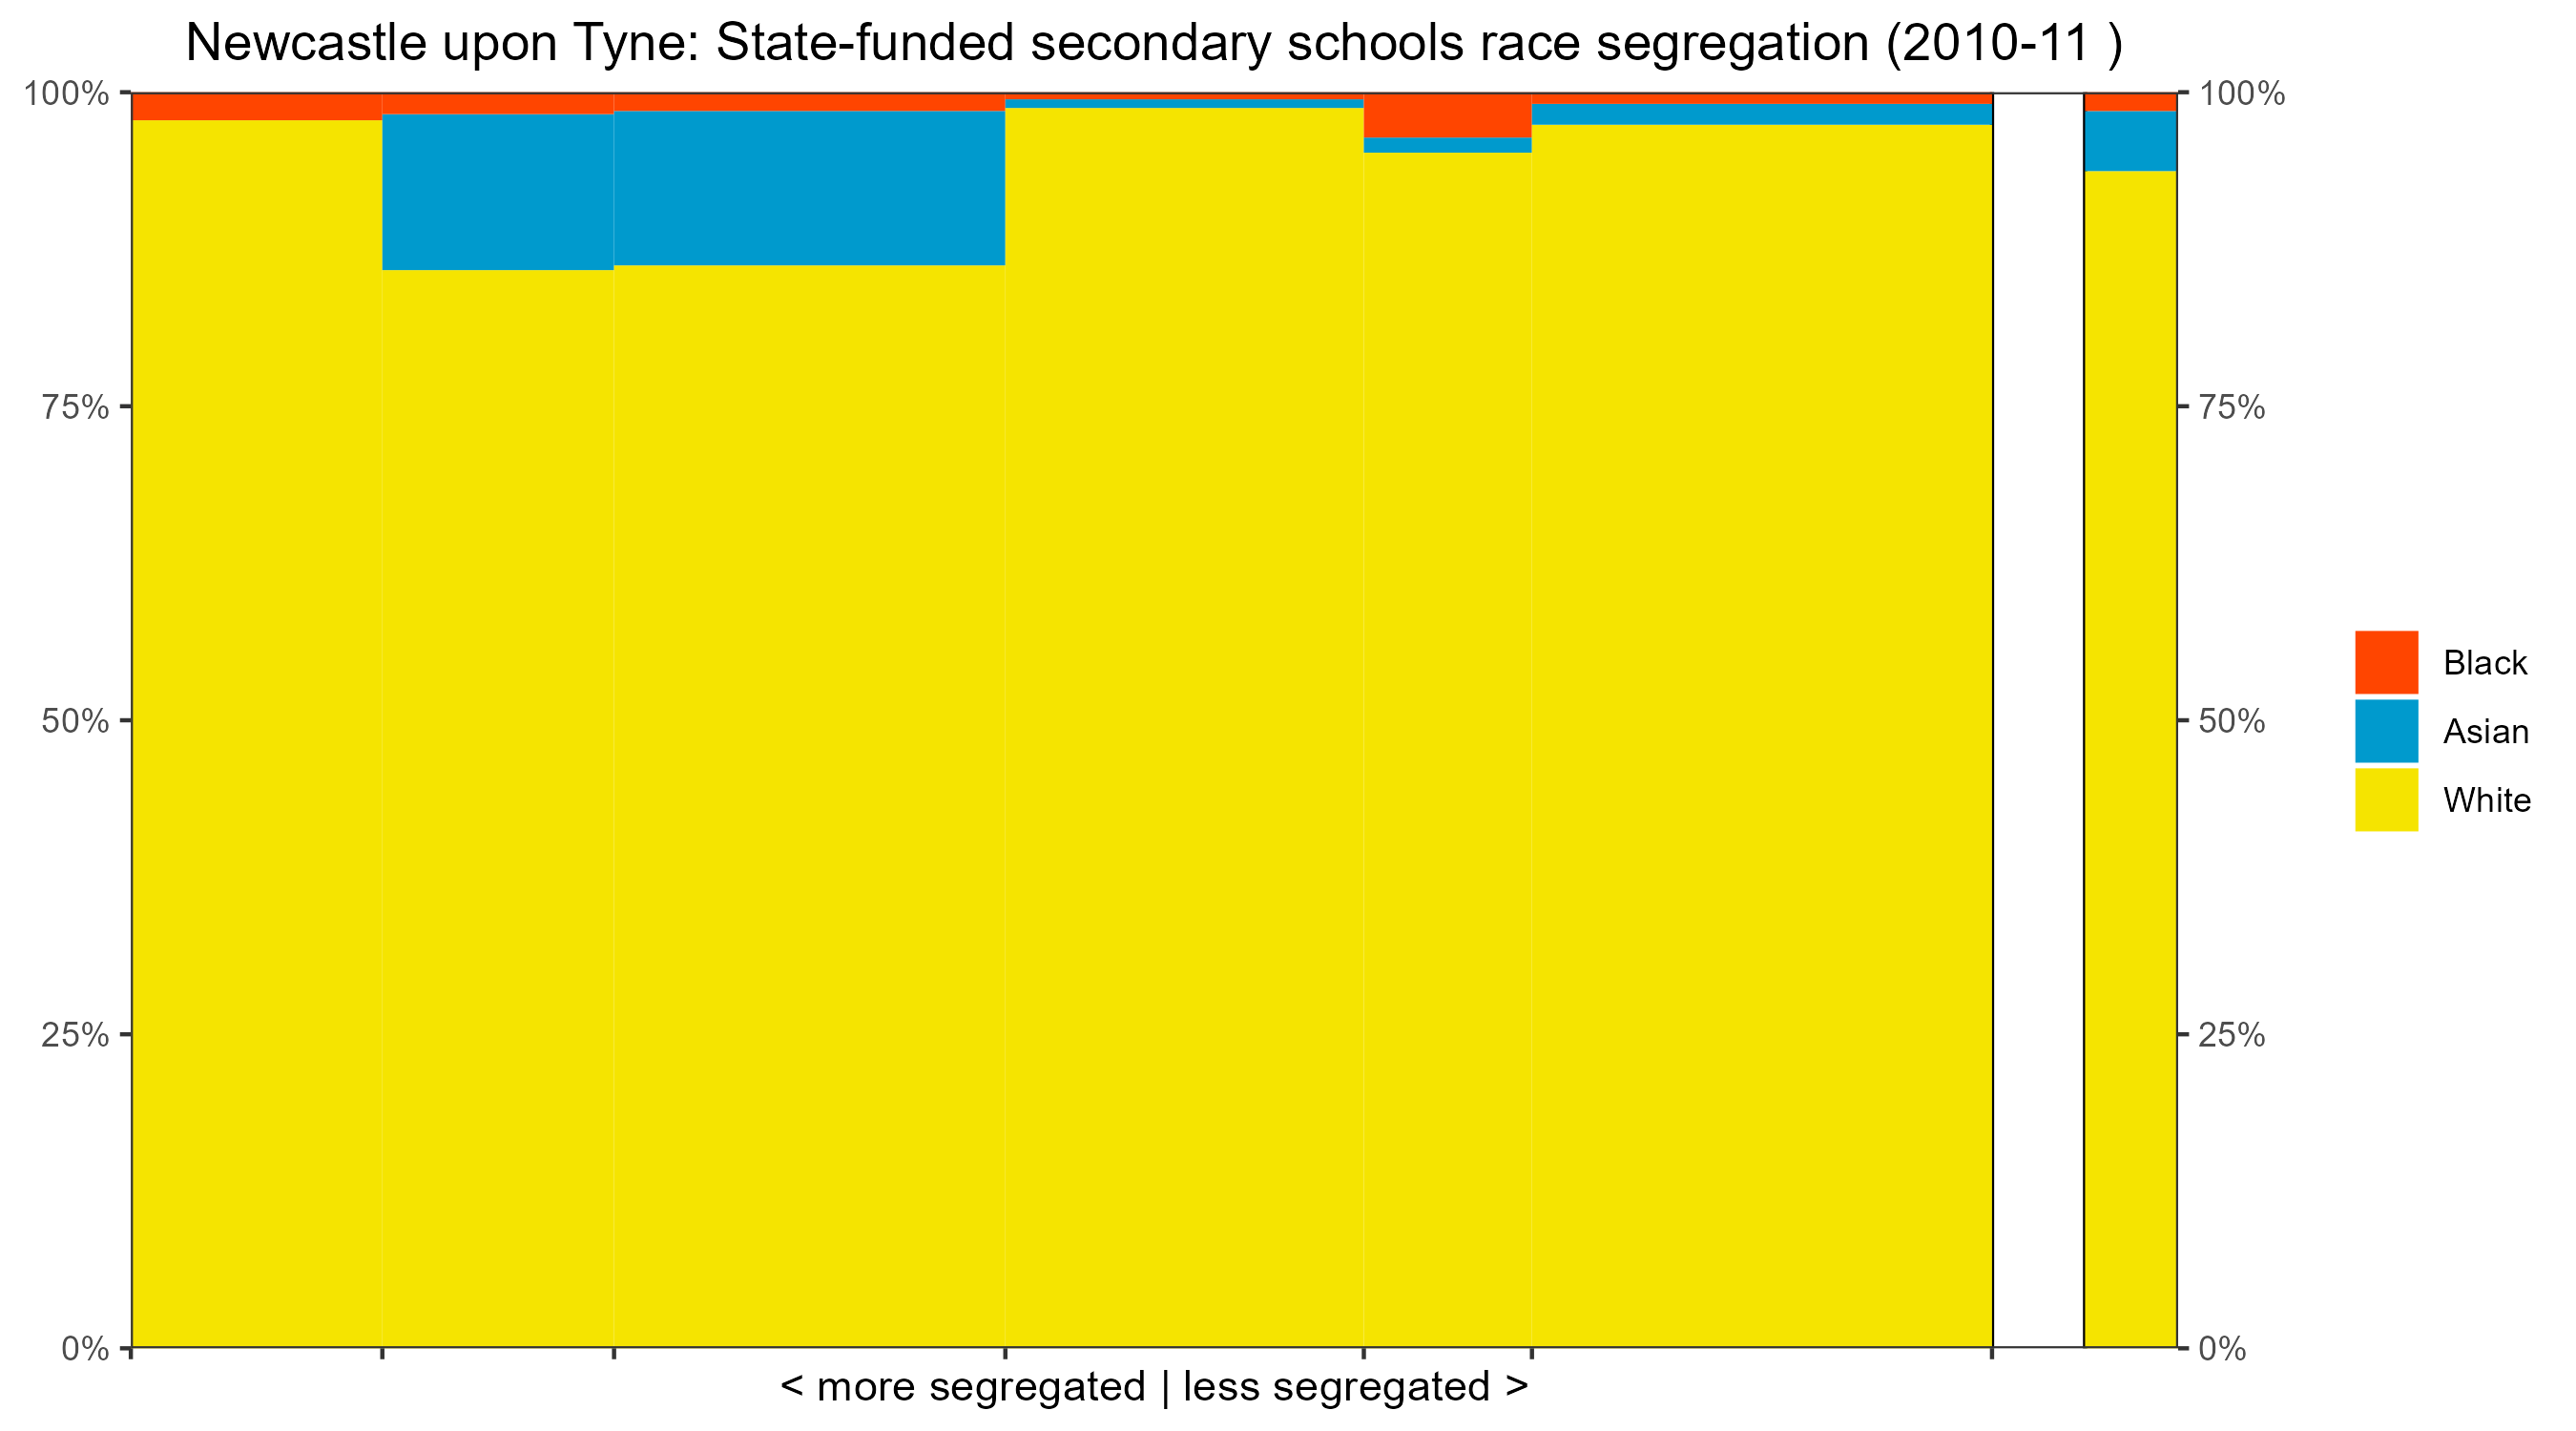 Newcastle upon Tyne: State-funded secondary schools race segregation (2010-11 )
100%
75%
50%
25%
0%
100%
75%
50%
25%
0%
Black
Asian
White
< more segregated | less segregated >